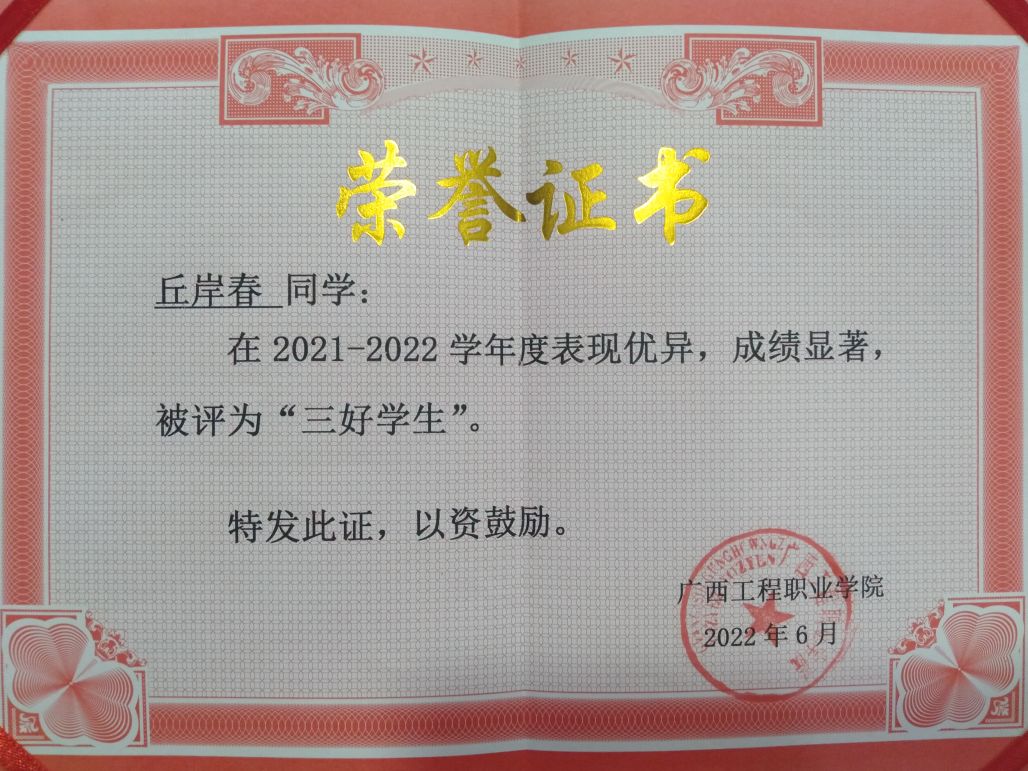 荣誉证书
丘岸春 同学：
在 2021-2022 学年度表现优异，成绩显著，
被评为“三好学生”。
特发此证，以资鼓励。
广西工程职业学院
2022 年 6 月